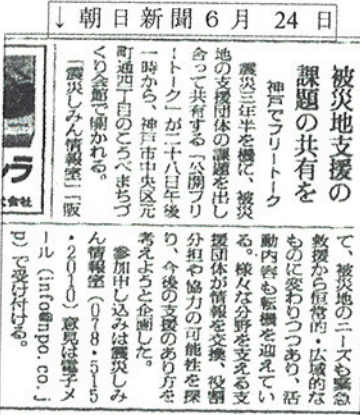 ↓朝日新聞6月 24日
被災地支援の
課題の共有を
神戸でフリートーク
震災三年半を機に、被災
地の支援団体の課題を出し
合って共有する「公開フリ
ートーク」が二十八日午後
一時から、神戸市中央区元
町通四丁目のこうべまちづ
くり会館で開かれる。
「震災しみん情報室」「阪
て、被災地のニーズも緊急
救援から恒常的・広域的な
ものに変わりつつあり、活
動内容も転機を迎えてい
る。様々な分野を支える支
援団体が情報を交換、役割
分担や協力の可能性を探
り、今後の支援のあり方を
考えようと企画した。
参加申し込みは震災しみ
ん情報室(078・515
・2010)意見は電子メ
ール(info@npo.co.j
p)で受け付ける。